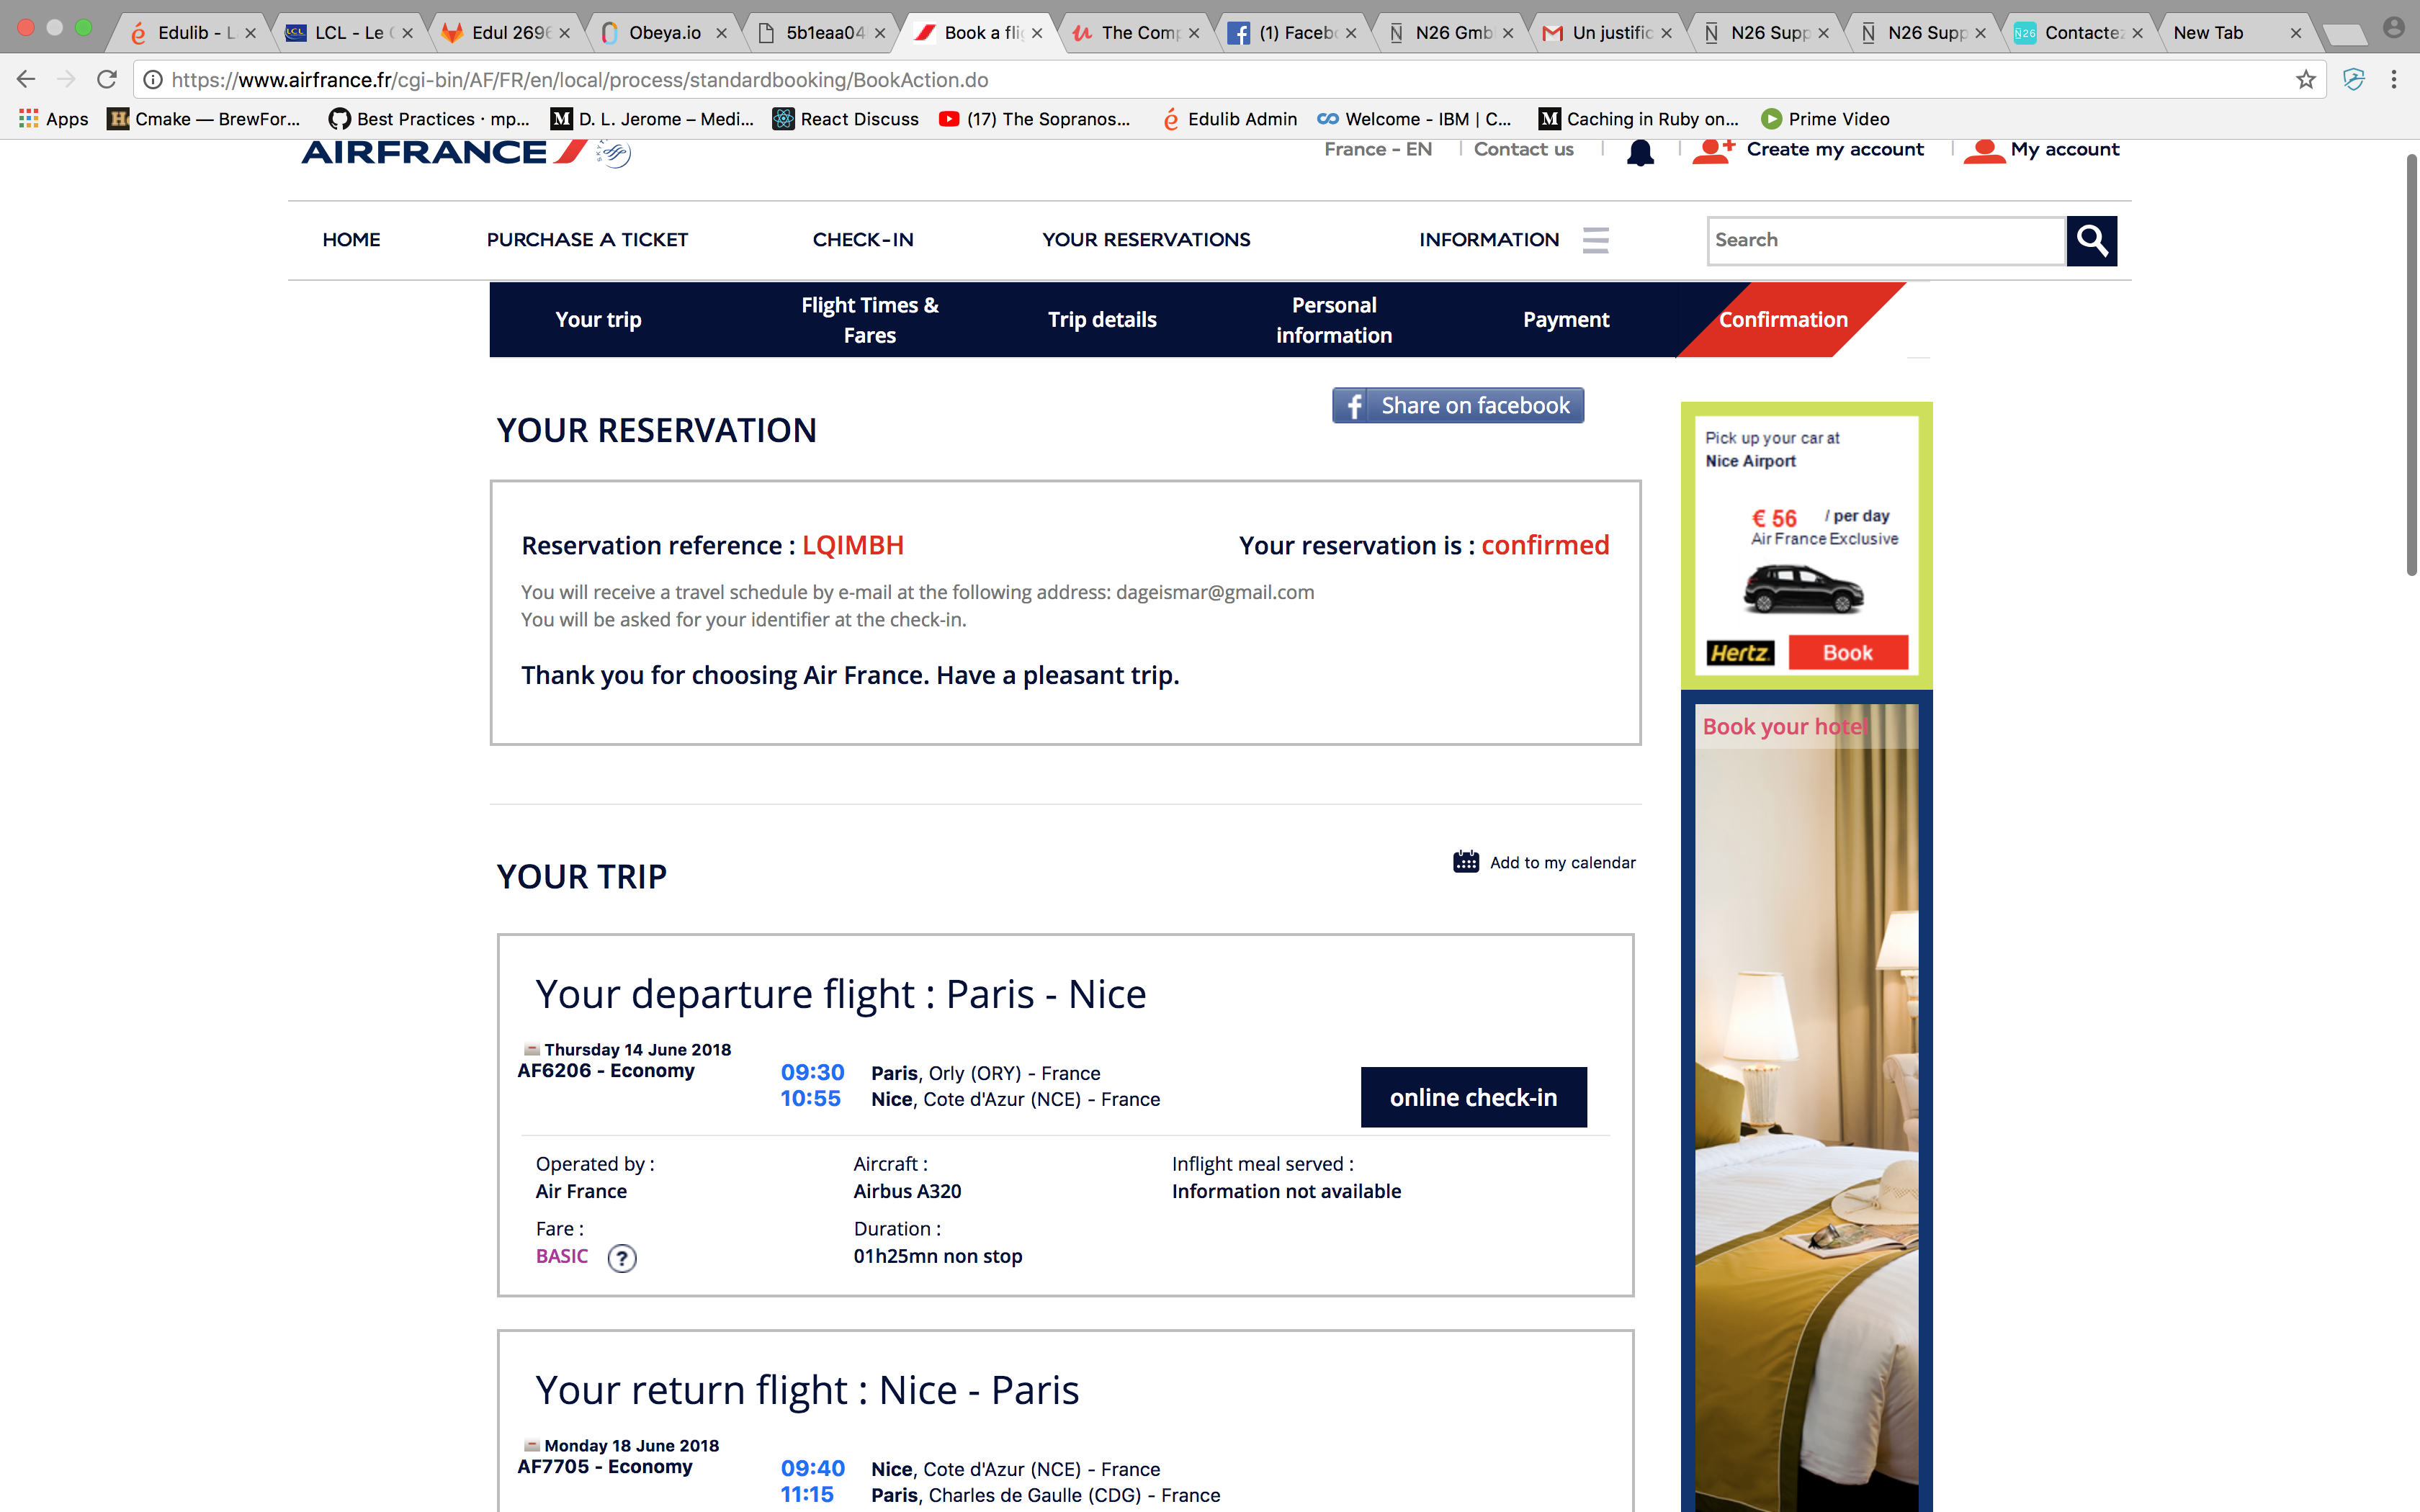 Edulib - L
LCL - Le
Edul 2696
Obeya.io
5b1eaa04
Book a flig
The Comp
(1) Facebo
N26 Gmb
Un justific
N26 Supp
N26 Supp
Contactez
New Tab
https://www.airfrance.fr/cgi-bin/AF/FR/en/local/process/standardbooking/BookAction.do
Apps
Cmake — BrewFor...
Best Practices · mp...
D. L. Jerome – Medi...
React Discuss
(17) The Sopranos...
Edulib Admin
Welcome - IBM | C...
Caching in Ruby on...
Prime Video
AIRFRANCE
France - EN
Contact us
Create my account
My account
HOME
PURCHASE A TICKET
CHECK-IN
YOUR RESERVATIONS
INFORMATION
Search
Your trip
Flight Times &
Fares
Trip details
Personal
information
Payment
Confirmation
Share on facebook
YOUR RESERVATION
Reservation reference : LQIMBH
Your reservation is : confirmed
You will receive a travel schedule by e-mail at the following address: dageismar@gmail.com
You will be asked for your identifier at the check-in.
Thank you for choosing Air France. Have a pleasant trip.
Pick up your car at
Nice Airport
€ 56 / per day
Air France Exclusive
Hertz
Book
Book your hotel
YOUR TRIP
Add to my calendar
Your departure flight : Paris - Nice
Thursday 14 June 2018
AF6206 - Economy
09:30 Paris, Orly (ORY) - France
10:55 Nice, Cote d'Azur (NCE) - France
online check-in
Operated by :
Air France
Aircraft :
Airbus A320
Inflight meal served :
Information not available
Fare :
BASIC ?
Duration :
01h25mn non stop
Your return flight : Nice - Paris
Monday 18 June 2018
AF7705 - Economy
09:40 Nice, Cote d'Azur (NCE) - France
11:15 Paris, Charles de Gaulle (CDG) - France